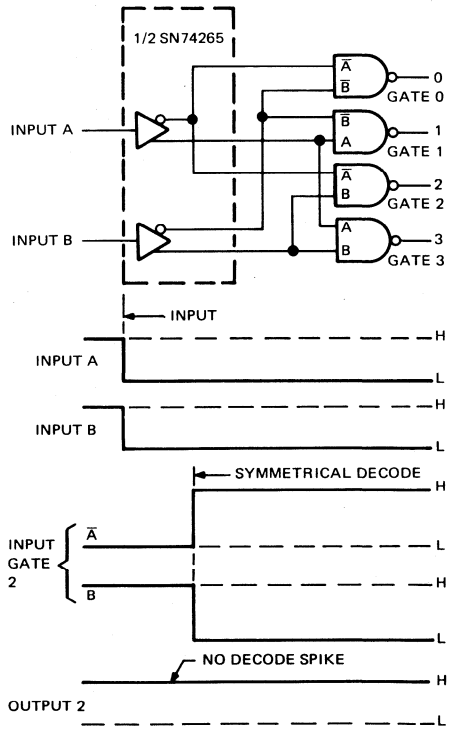 1/2 SN74265
INPUT A
INPUT B
A̅
B̅
0
GATE 0
B̅
A
1
GATE 1
A̅
B
2
GATE 2
A
B
3
GATE 3
INPUT
INPUT A
H
L
INPUT B
H
L
SYMMETRICAL DECODE
INPUT
GATE
2
A̅
B
H
L
H
L
NO DECODE SPIKE
OUTPUT 2
H
L